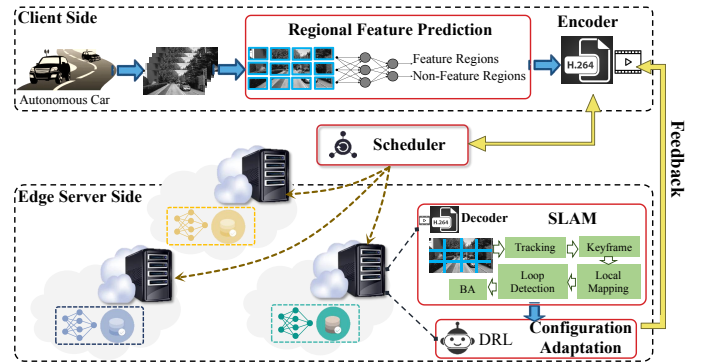 Client Side
Regional Feature Prediction
Encoder
Feature Regions
Non-Feature Regions
H.264
Autonomous Car
Scheduler
Feedback
Edge Server Side
Decoder
H.264
SLAM
Tracking
Keyframe
BA
Loop
Detection
Local
Mapping
DRL
Configuration
Adaptation